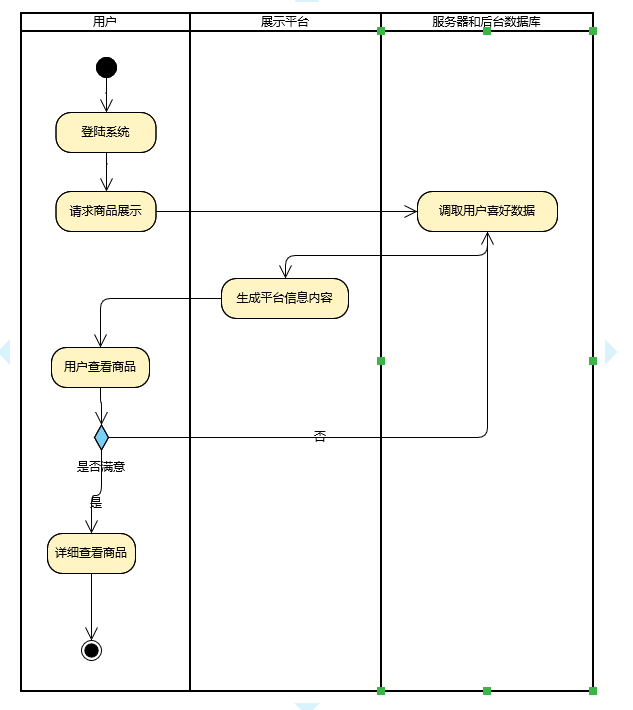 用户
展示平台
服务器和后台数据库
登陆系统
请求商品展示
调取用户喜好数据
生成平台信息内容
用户查看商品
否
是否满意
是
详细查看商品